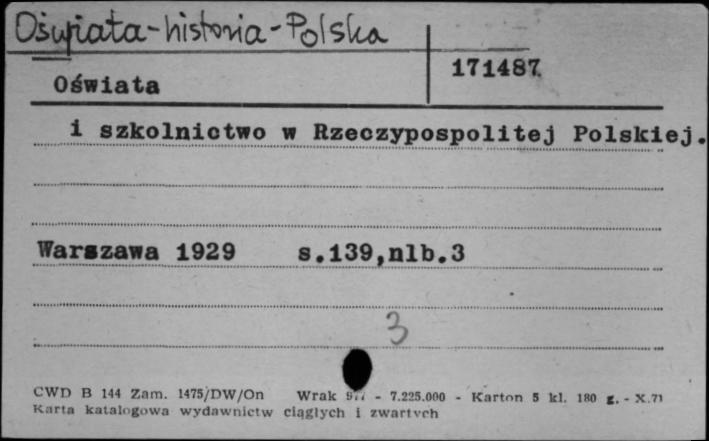 Oświata-historia-Polska
171487
Oświata
i szkolnictwo w Rzeczypospolitej Polskiej.
Warszawa 1929 s.139,nlb.3
3
CWD B 144 Zam. 1475/DW/On Wrak - 7.225.000 - Karton 5 kl. 180 g. - X.71
Karta katalogowa wydawnictw ciągłych i zwartych